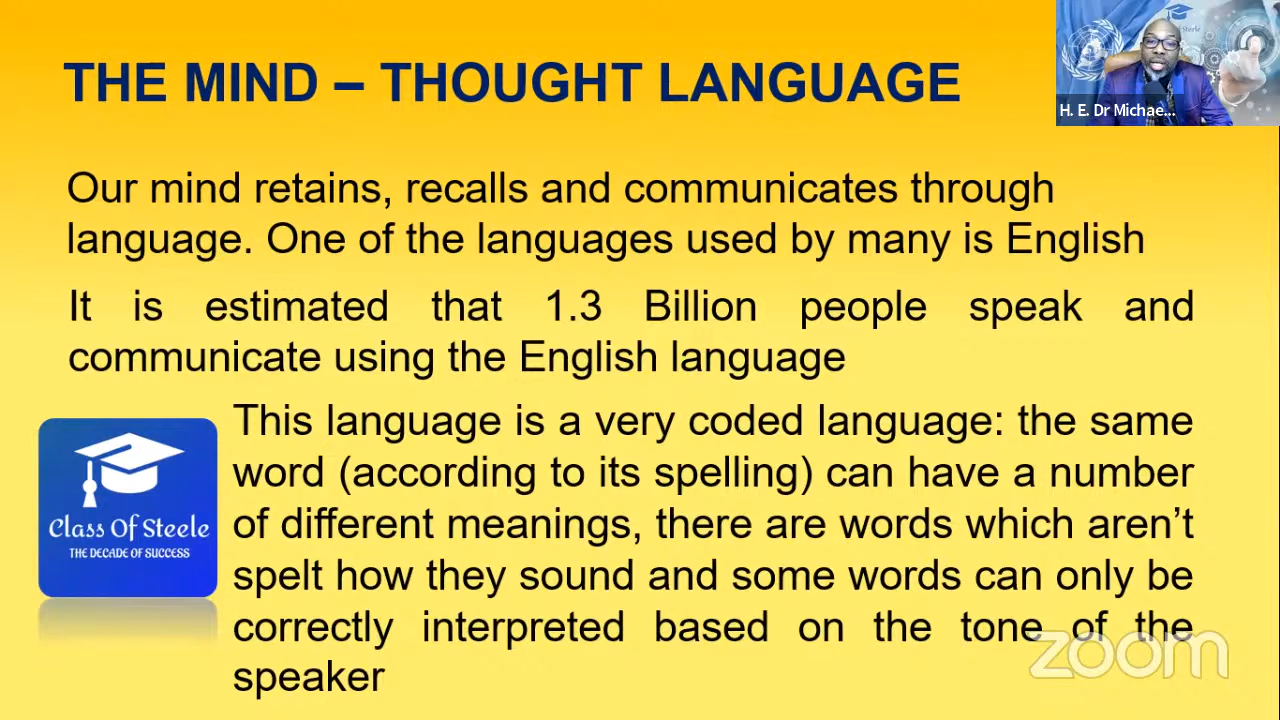 THE MIND – THOUGHT LANGUAGE
H. E. Dr Michae...
Our mind retains, recalls and communicates through
language. One of the languages used by many is English
It is estimated that 1.3 Billion people speak and
communicate using the English language
This language is a very coded language: the same
word (according to its spelling) can have a number
of different meanings, there are words which aren’t
spelt how they sound and some words can only be
correctly interpreted based on the tone of the
speaker
Class Of Steele
THE DECADE OF SUCCESS
zoom